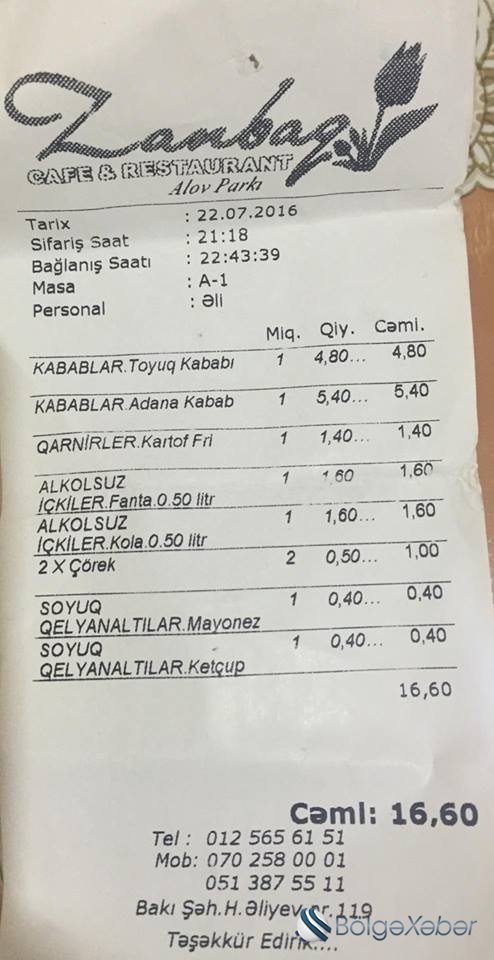 Zanbaq
CAFE & RESTAURANT
Alov Parkı
Tarix : 22.07.2016
Sifariş Saat : 21:18
Bağlanış Saatı : 22:43:39
Masa : A-1
Personal : Əli
Miq. Qiy. Cəmi.
KABABLAR.Toyuq Kababı 1 4,80... 4,80
KABABLAR.Adana Kabab 1 5,40... 5,40
QARNİRLER.Kartof Fri 1 1,40... 1,40
ALKOLSUZ 1 1,60 1,60
İÇKİLER.Fanta.0.50 litr
ALKOLSUZ 1 1,60... 1,60
İÇKİLER.Kola.0.50 litr
2 X Çörek 2 0,50... 1,00
SOYUQ 1 0,40... 0,40
QELYANALTILAR.Mayonez
SOYUQ 1 0,40... 0,40
QELYANALTILAR.Ketçup
16,60
Cəmi: 16,60
Tel : 012 565 61 51
Mob: 070 258 00 01
051 387 55 11
Bakı Şəh.H.Əliyev pr.119
Təşəkkür Edirik....
BölgəXəbər